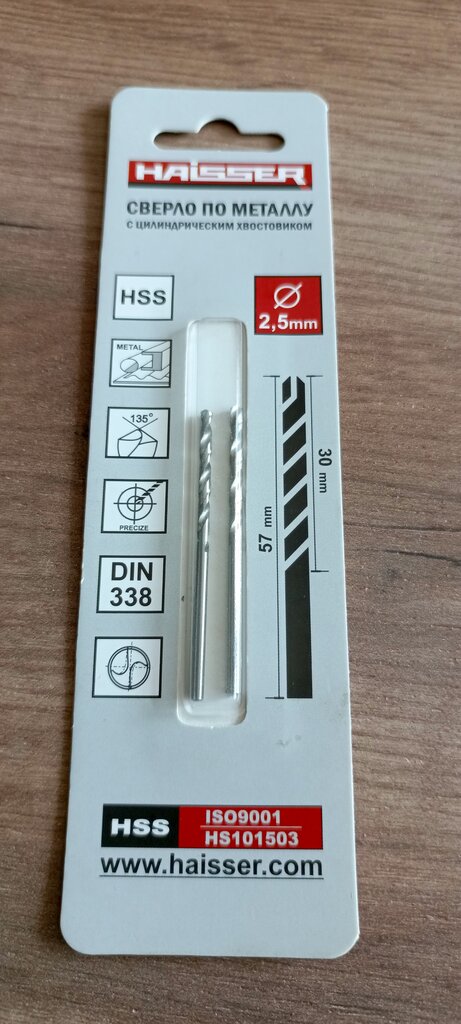 HAISSER
СВЕРЛО ПО МЕТАЛЛУ
С ЦИЛИНДРИЧЕСКИМ ХВОСТОВИКОМ
HSS
Ø
2,5mm
METAL
135°
30 mm
57 mm
PRECIZE
DIN
338
HSS
ISO9001
HS101503
www.haisser.com